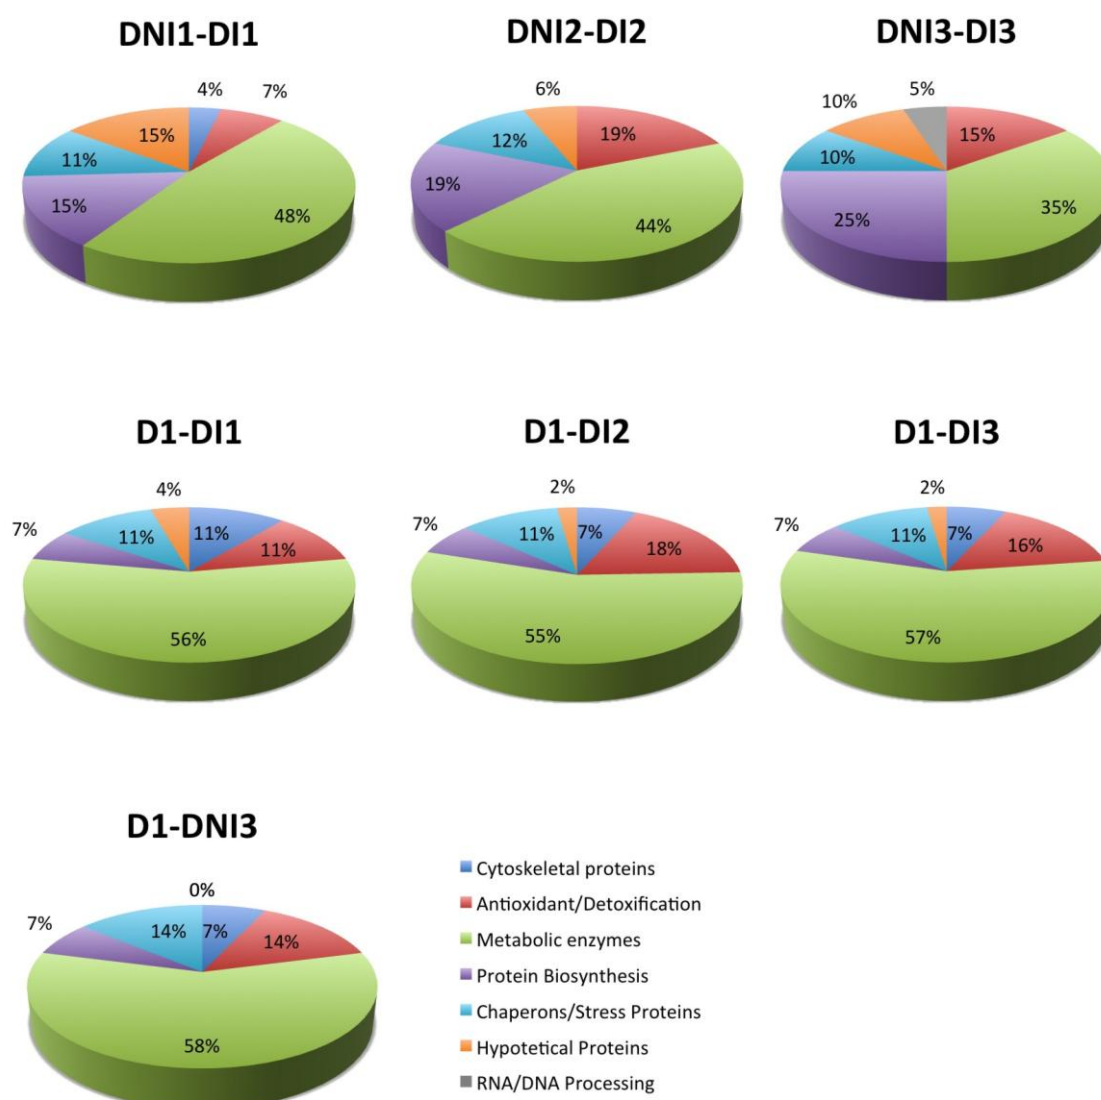 DNI1-DI1
4%
7%
48%
15%
11%
15%
DNI2-DI2
6%
19%
44%
19%
12%
DNI3-DI3
5%
15%
35%
25%
10%
10%
D1-DI1
4%
11%
11%
56%
7%
11%
D1-DI2
2%
7%
18%
55%
7%
11%
D1-DI3
2%
7%
16%
57%
7%
11%
D1-DNI3
0%
7%
14%
58%
7%
14%
Cytoskeletal proteins
Antioxidant/Detoxification
Metabolic enzymes
Protein Biosynthesis
Chaperons/Stress Proteins
Hypotetical Proteins
RNA/DNA Processing